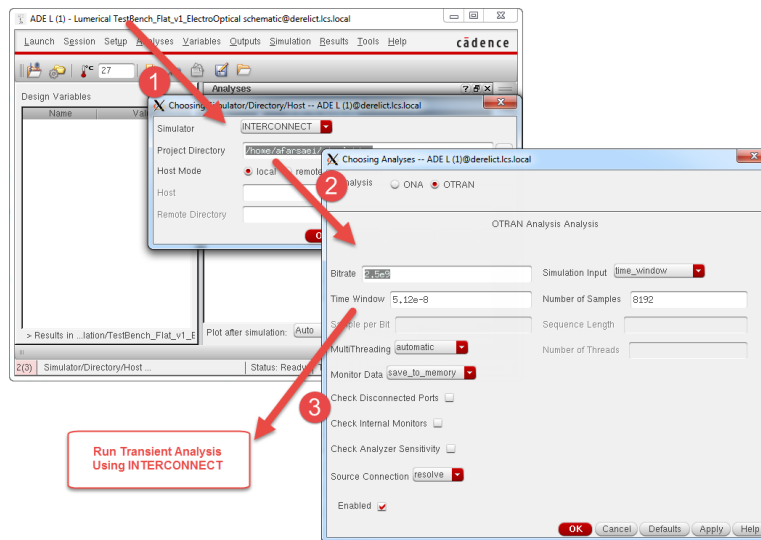 ADE L (1) - Lumerical TestBench_Flat_v1_ElectroOptical schematic@derelict.lcs.local
Launch Session Setup Analyses Variables Outputs Simulation Results Tools Help cādence
°C 27
Design Variables
Name
Analyses
1
Choosing Simulator/Directory/Host -- ADE L (1)@derelict.lcs.local
Simulator INTERCONNECT
Project Directory
Host Mode local remote
Host
Remote Directory
2
Choosing Analyses -- ADE L (1)@derelict.lcs.local
Analysis ONA OTRAN
OTRAN Analysis Analysis
Bitrate 2.5e9 Simulation Input time_window
Time Window 5.12e-8 Number of Samples 8192
Sample per Bit Sequence Length
MultiThreading automatic Number of Threads
Monitor Data save_to_memory
3
Check Disconnected Ports
Check Internal Monitors
Check Analyzer Sensitivity
Source Connection resolve
Enabled
OK Cancel Defaults Apply Help
> Results in ...lation/TestBench_Flat_v1_E Plot after simulation: Auto
2(3) Simulator/Directory/Host ... Status: Ready
Run Transient Analysis
Using INTERCONNECT